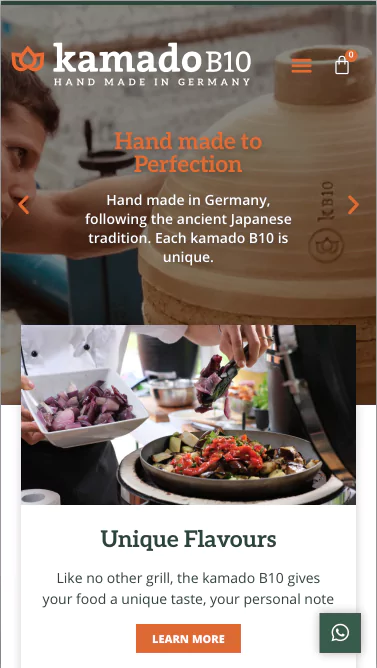 kamado B10
HAND MADE IN GERMANY
0
Hand made to
Perfection
Hand made in Germany,
following the ancient Japanese
tradition. Each kamado B10 is
unique.
KB10
Unique Flavours
Like no other grill, the kamado B10 gives
your food a unique taste, your personal note
LEARN MORE